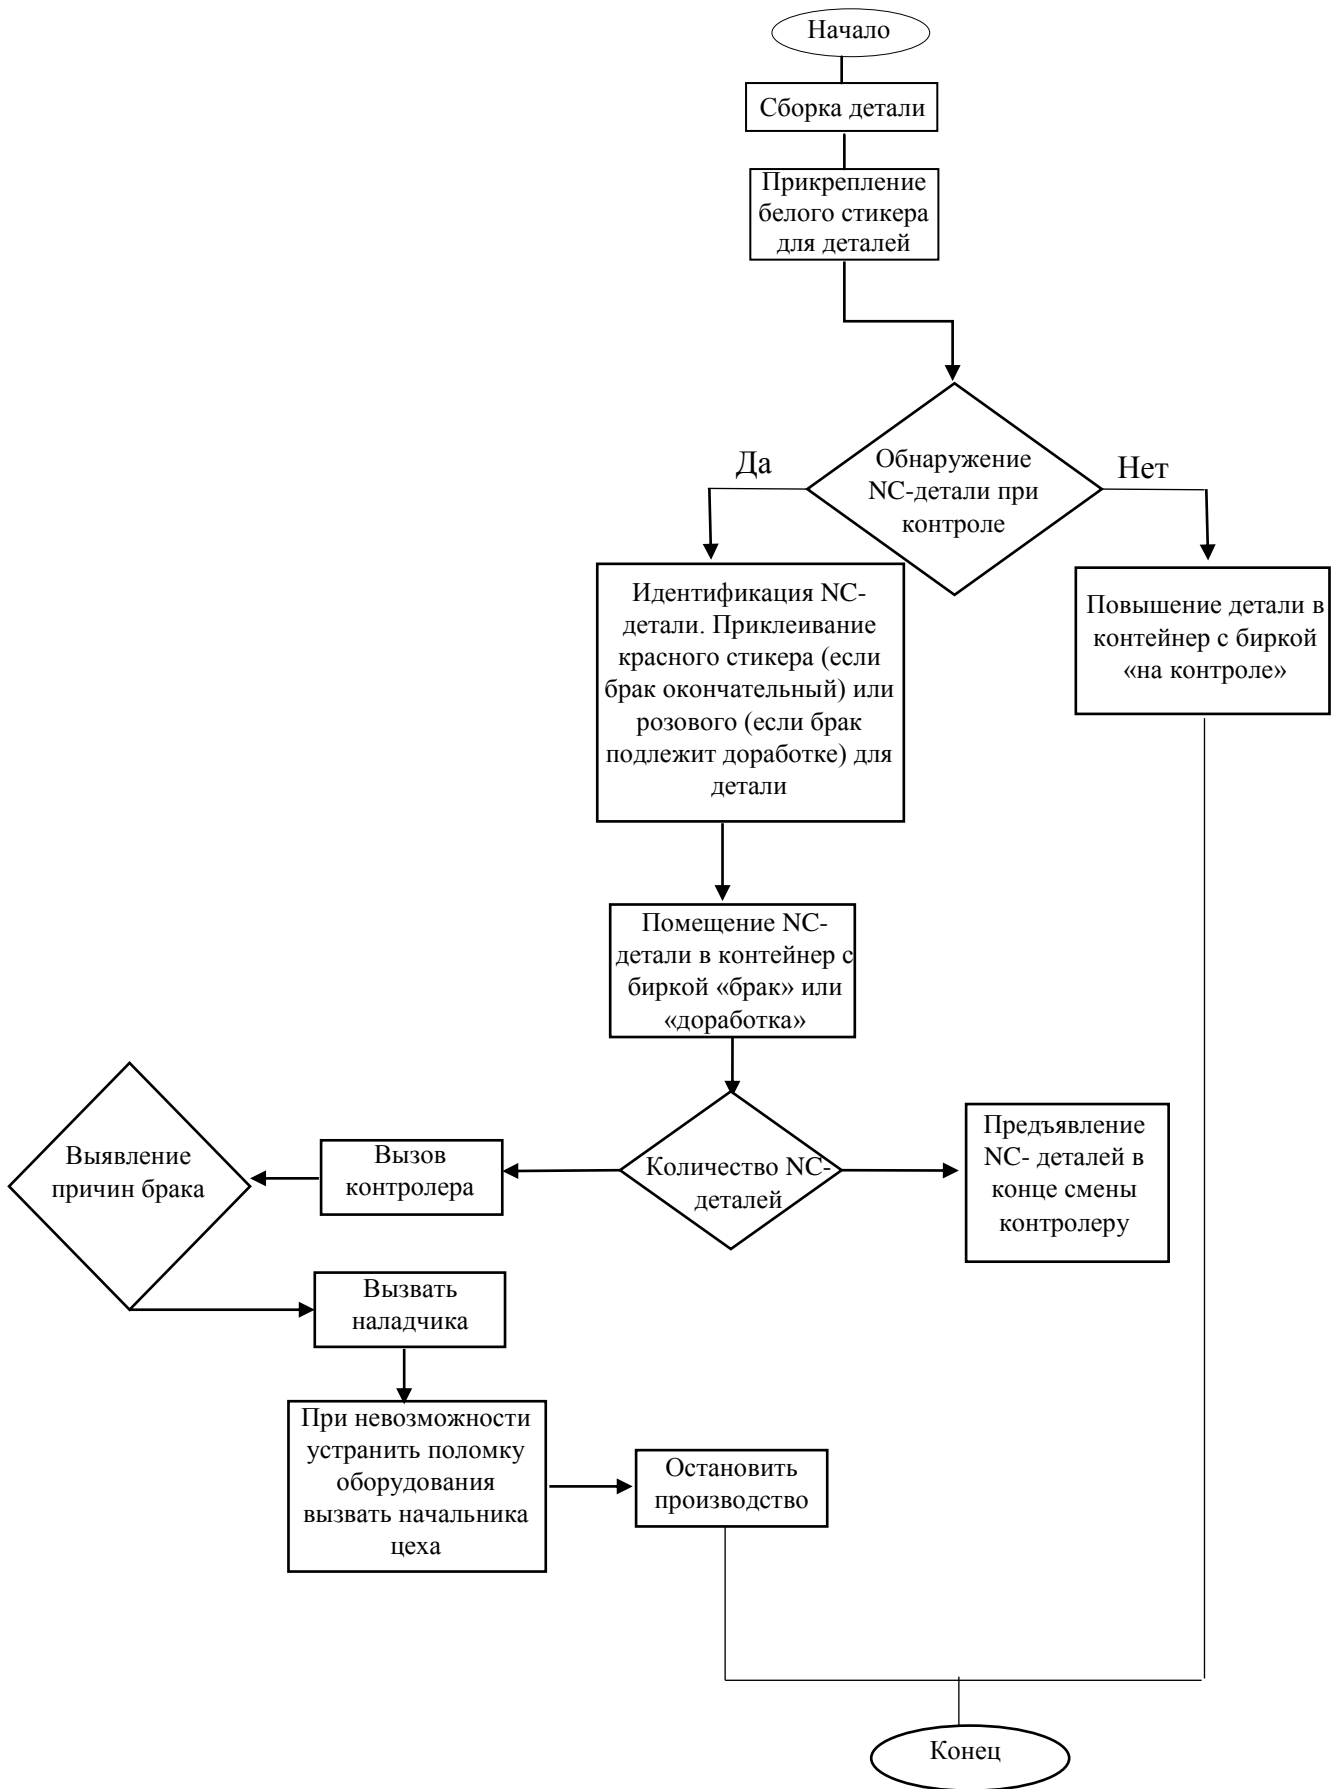 Начало
Сборка детали
Прикрепление
белого стикера
для деталей
Да
Обнаружение
NC-детали при
контроле
Нет
Идентификация NC-
детали. Приклеивание
красного стикера (если
брак окончательный) или
розового (если брак
подлежит доработке) для
детали
Повышение детали в
контейнер с биркой
«на контроле»
Помещение NC-
детали в контейнер с
биркой «брак» или
«доработка»
Выявление
причин брака
Вызов
контролера
Количество NC-
деталей
Предъявление
NC- деталей в
конце смены
контролеру
Вызвать
наладчика
При невозможности
устранить поломку
оборудования
вызвать начальника
цеха
Остановить
производство
Конец